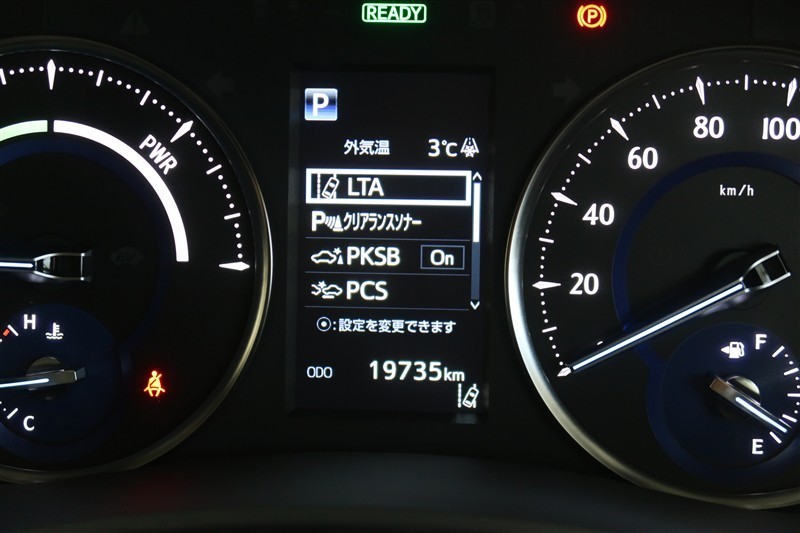 READY
P
P
外気温 3℃
LTA
Pクリアランスソナー
PKSB On
PCS
:設定を変更できます
ODO 19735km
H
C
PWR
20
40
60
80
100
km/h
F
E